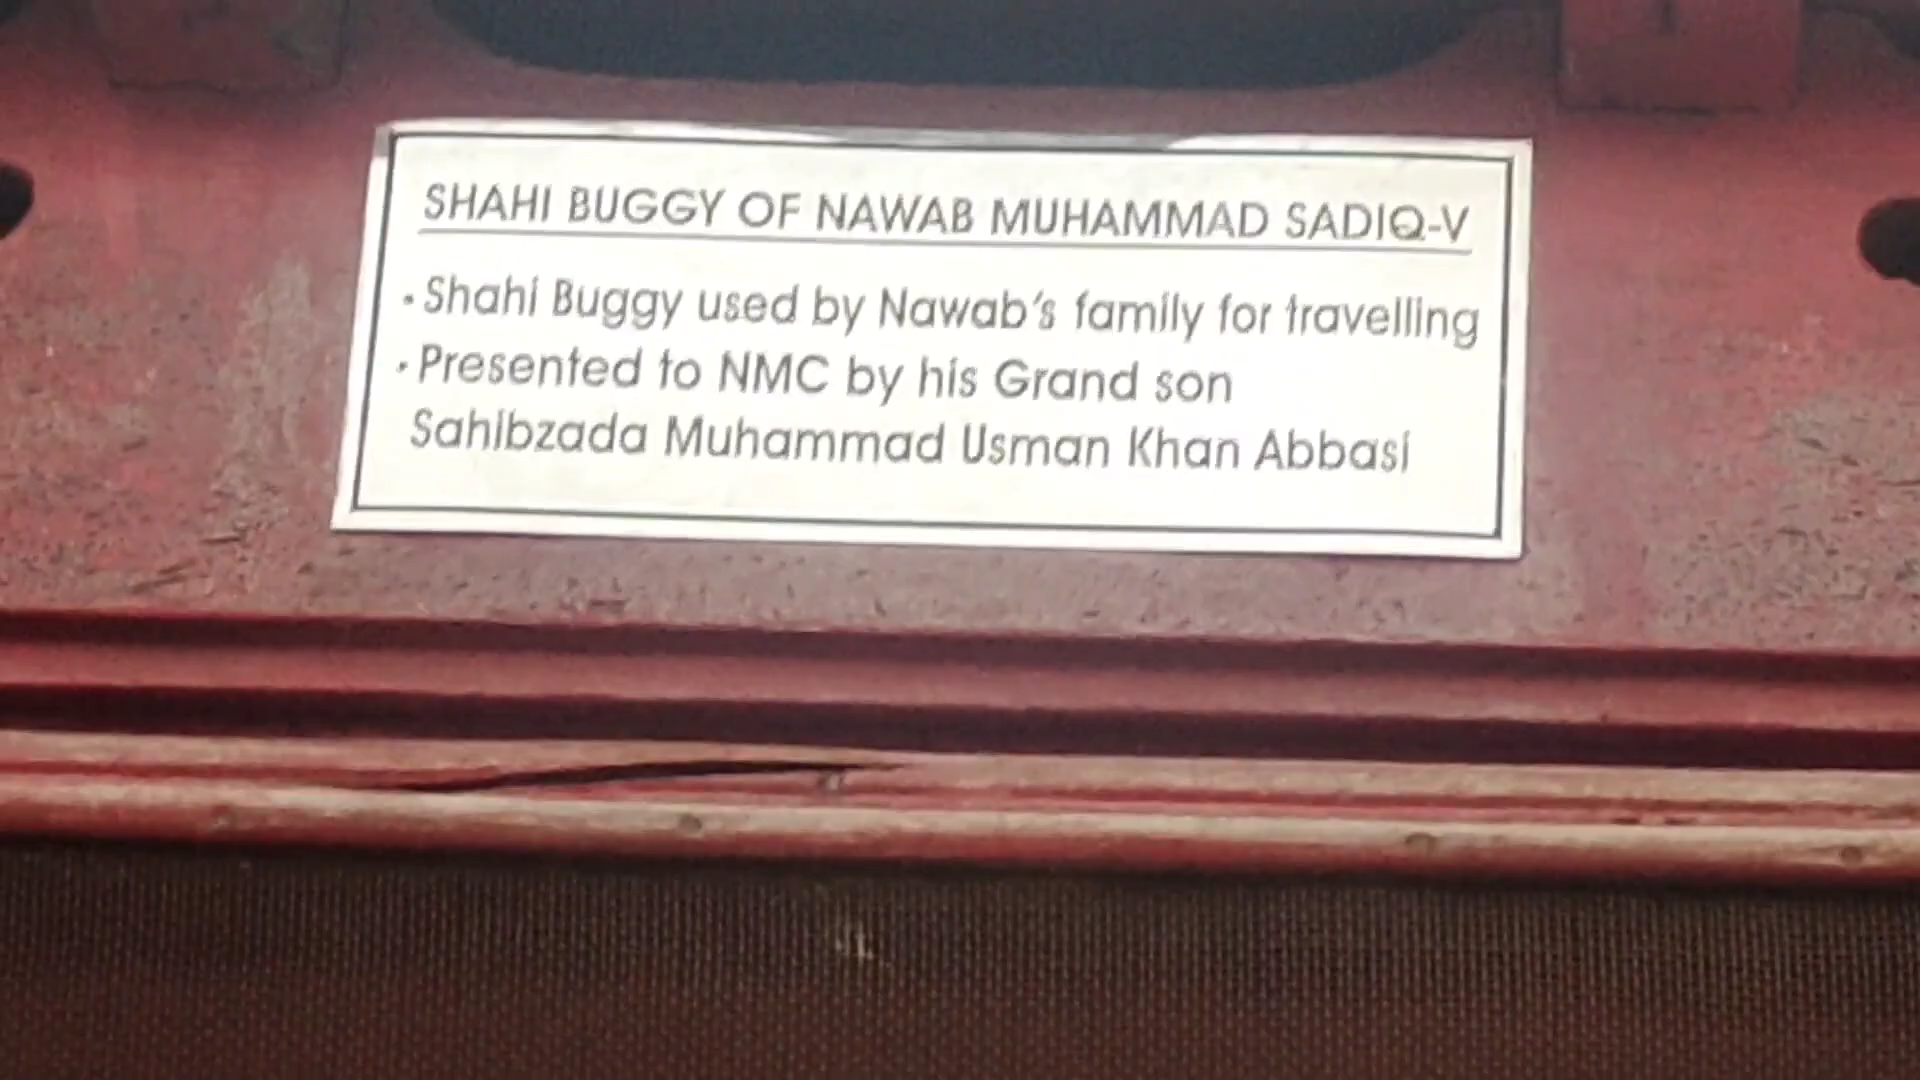 SHAHI BUGGY OF NAWAB MUHAMMAD SADIQ-V
• Shahi Buggy used by Nawab's family for travelling
• Presented to NMC by his Grand son
Sahibzada Muhammad Usman Khan Abbasi